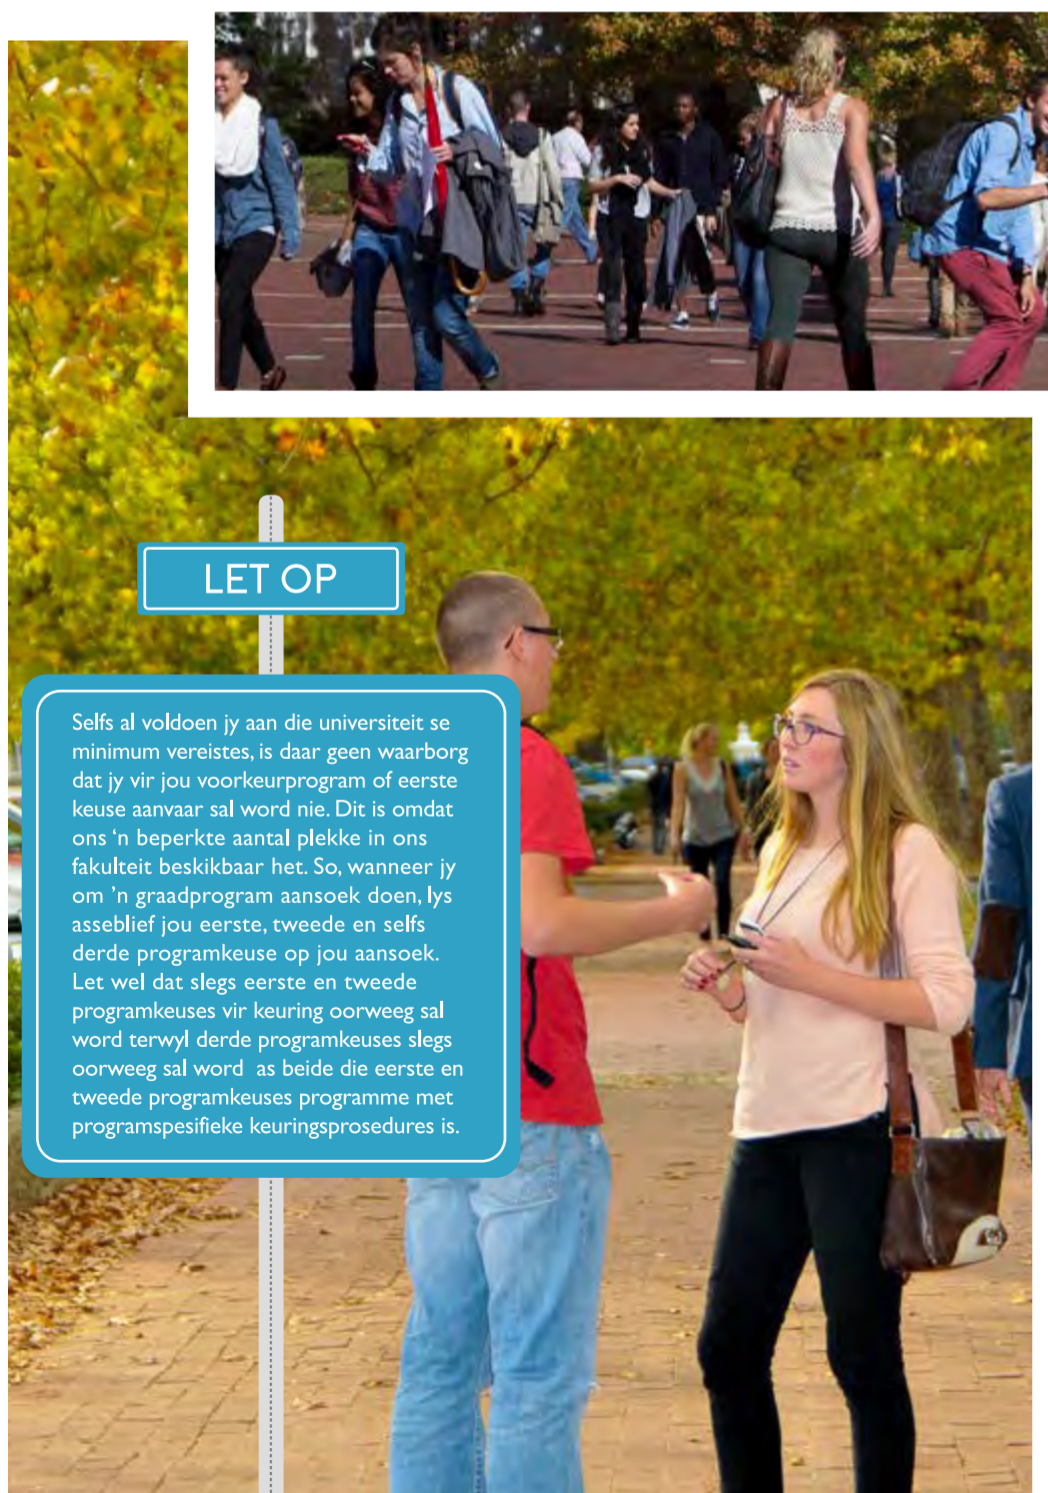 LET OP
Selfs al voldoen jy aan die universiteit se
minimum vereistes, is daar geen waarborg
dat jy vir jou voorkeurprogram of eerste
keuse aanvaar sal word nie. Dit is omdat
ons ‘n beperkte aantal plekke in ons
fakulteit beskikbaar het. So, wanneer jy
om ’n graadprogram aansoek doen, lys
asseblief jou eerste, tweede en selfs
derde programkeuse op jou aansoek.
Let wel dat slegs eerste en tweede
programkeuses vir keuring oorweeg sal
word terwyl derde programkeuses slegs
oorweeg sal word  as beide die eerste en
tweede programkeuses programme met
programspesifieke keuringsprosedures is.